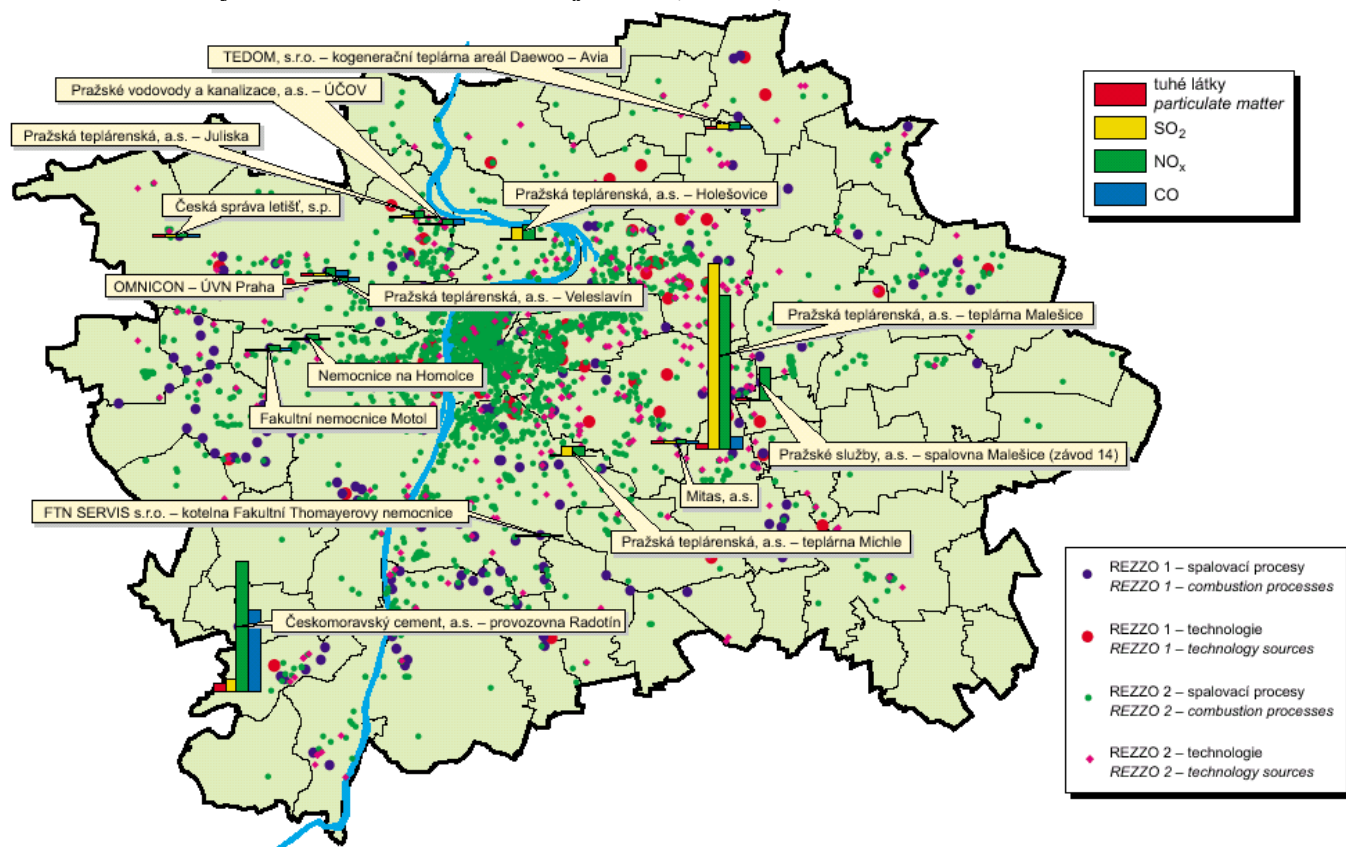 TEDOM, s.r.o. – kogenerační teplárna areál Daewoo – Avia
Pražské vodovody a kanalizace, a.s. – ÚČOV
Pražská teplárenská, a.s. – Juliska
Česká správa letišť, s.p.
Pražská teplárenská, a.s. – Holešovice
OMNICON – ÚVN Praha
Pražská teplárenská, a.s. – Veleslavín
Pražská teplárenská, a.s. – teplárna Malešice
Nemocnice na Homolce
Fakultní nemocnice Motol
Pražské služby, a.s. – spalovna Malešice (závod 14)
Mitas, a.s.
FTN SERVIS s.r.o. – kotelna Fakultní Thomayerovy nemocnice
Pražská teplárenská, a.s. – teplárna Michle
Českomoravský cement, a.s. – provozovna Radotín
tuhé látky
particulate matter
SO₂
NOₓ
CO
REZZO 1 – spalovací procesy
REZZO 1 – combustion processes
REZZO 1 – technologie
REZZO 1 – technology sources
REZZO 2 – spalovací procesy
REZZO 2 – combustion processes
REZZO 2 – technologie
REZZO 2 – technology sources